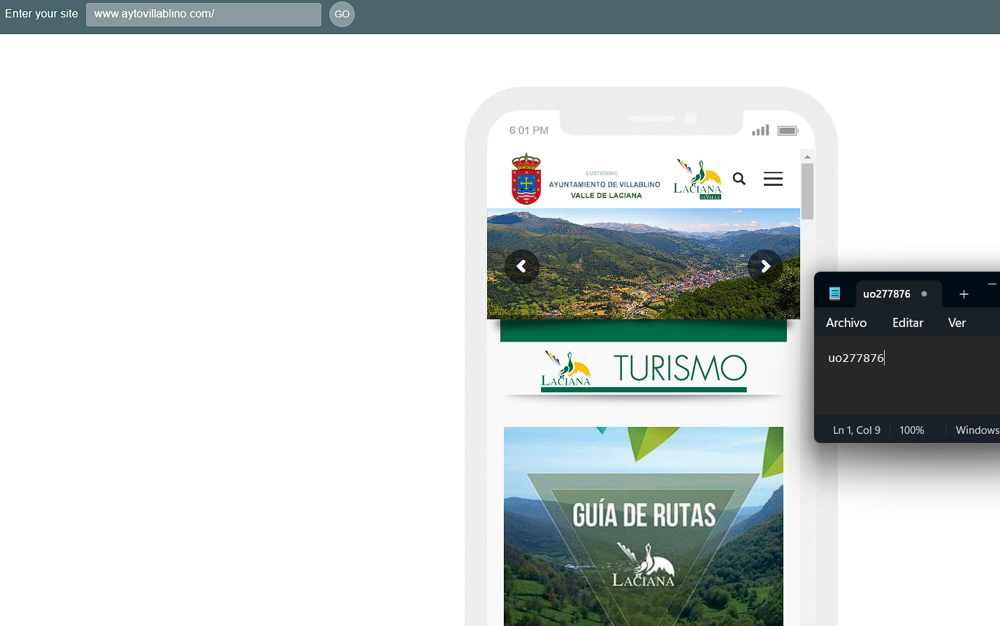 Enter your site www.aytovillablino.com/ GO
6:01 PM
ILUSTRÍSIMO
AYUNTAMIENTO DE VILLABLINO
VALLE DE LACIANA
LACIANA
EL VALLE
LACIANA TURISMO
GUÍA DE RUTAS
LACIANA
uo277876
Archivo Editar Ver
uo277876
Ln 1, Col 9 100% Windows